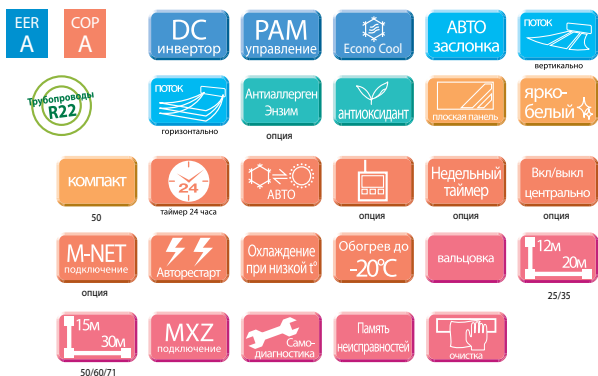 EER
A
COP
A
DC
инвертор
PAM
управление
Econo Cool
АВТО
заслонка
ПОТОК
вертикально
Трубопроводы
R22
ПОТОК
горизонтально
Антиаллерген
Энзим
опция
антиоксидант
плоская панель
ярко-
белый
компакт
50
24
таймер 24 часа
АВТО
опция
Недельный
таймер
опция
Вкл/выкл
центрально
опция
M-NET
подключение
опция
Авторестарт
Охлаждение
при низкой t°
Обогрев до
-20°C
вальцовка
12м
20м
25/35
15м
30м
50/60/71
MXZ
подключение
Само-
диагностика
Память
неисправностей
очистка